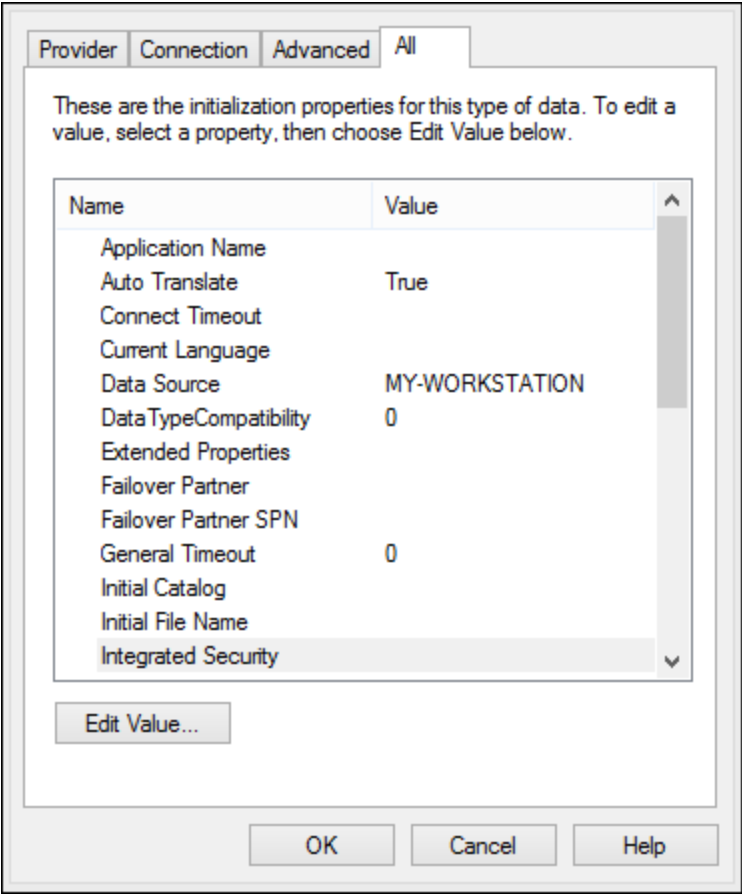 Provider Connection Advanced All
These are the initialization properties for this type of data. To edit a
value, select a property, then choose Edit Value below.
Name Value
Application Name
Auto Translate True
Connect Timeout
Current Language
Data Source MY-WORKSTATION
DataTypeCompatibility 0
Extended Properties
Failover Partner
Failover Partner SPN
General Timeout 0
Initial Catalog
Initial File Name
Integrated Security
Edit Value...
OK Cancel Help